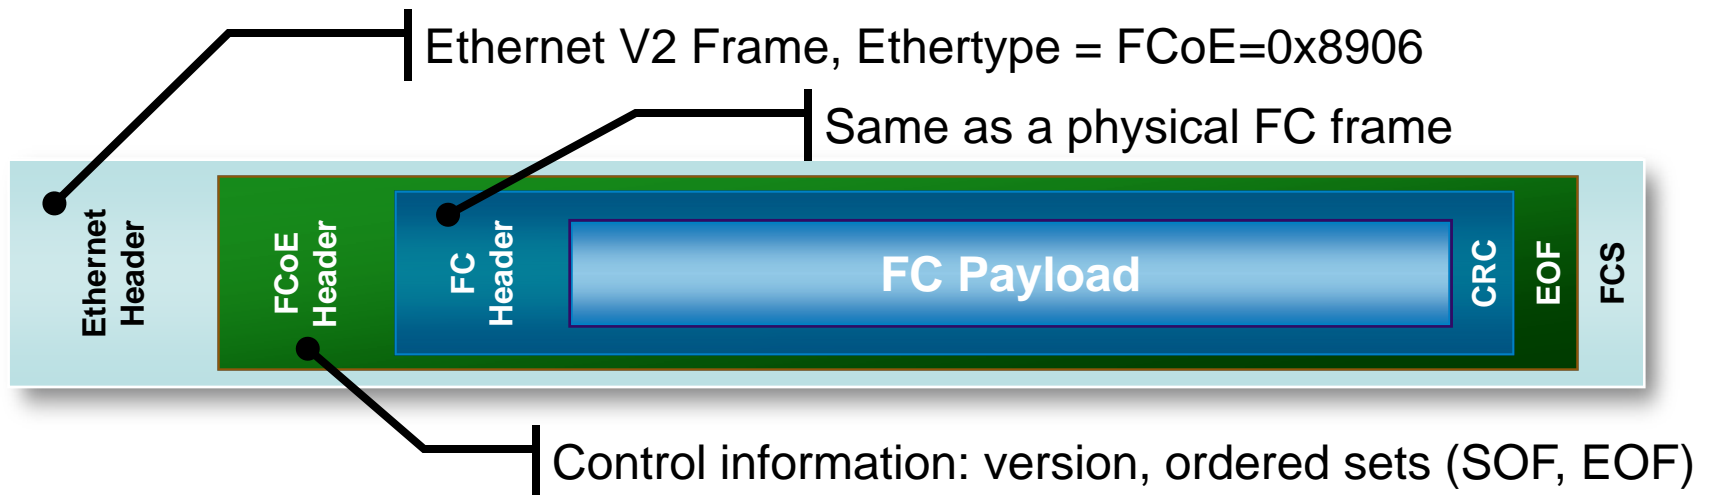 Ethernet V2 Frame, Ethertype = FCoE=0x8906
Same as a physical FC frame
Ethernet
Header
FCoE
Header
FC
Header
FC Payload
CRC
EOF
FCS
Control information: version, ordered sets (SOF, EOF)